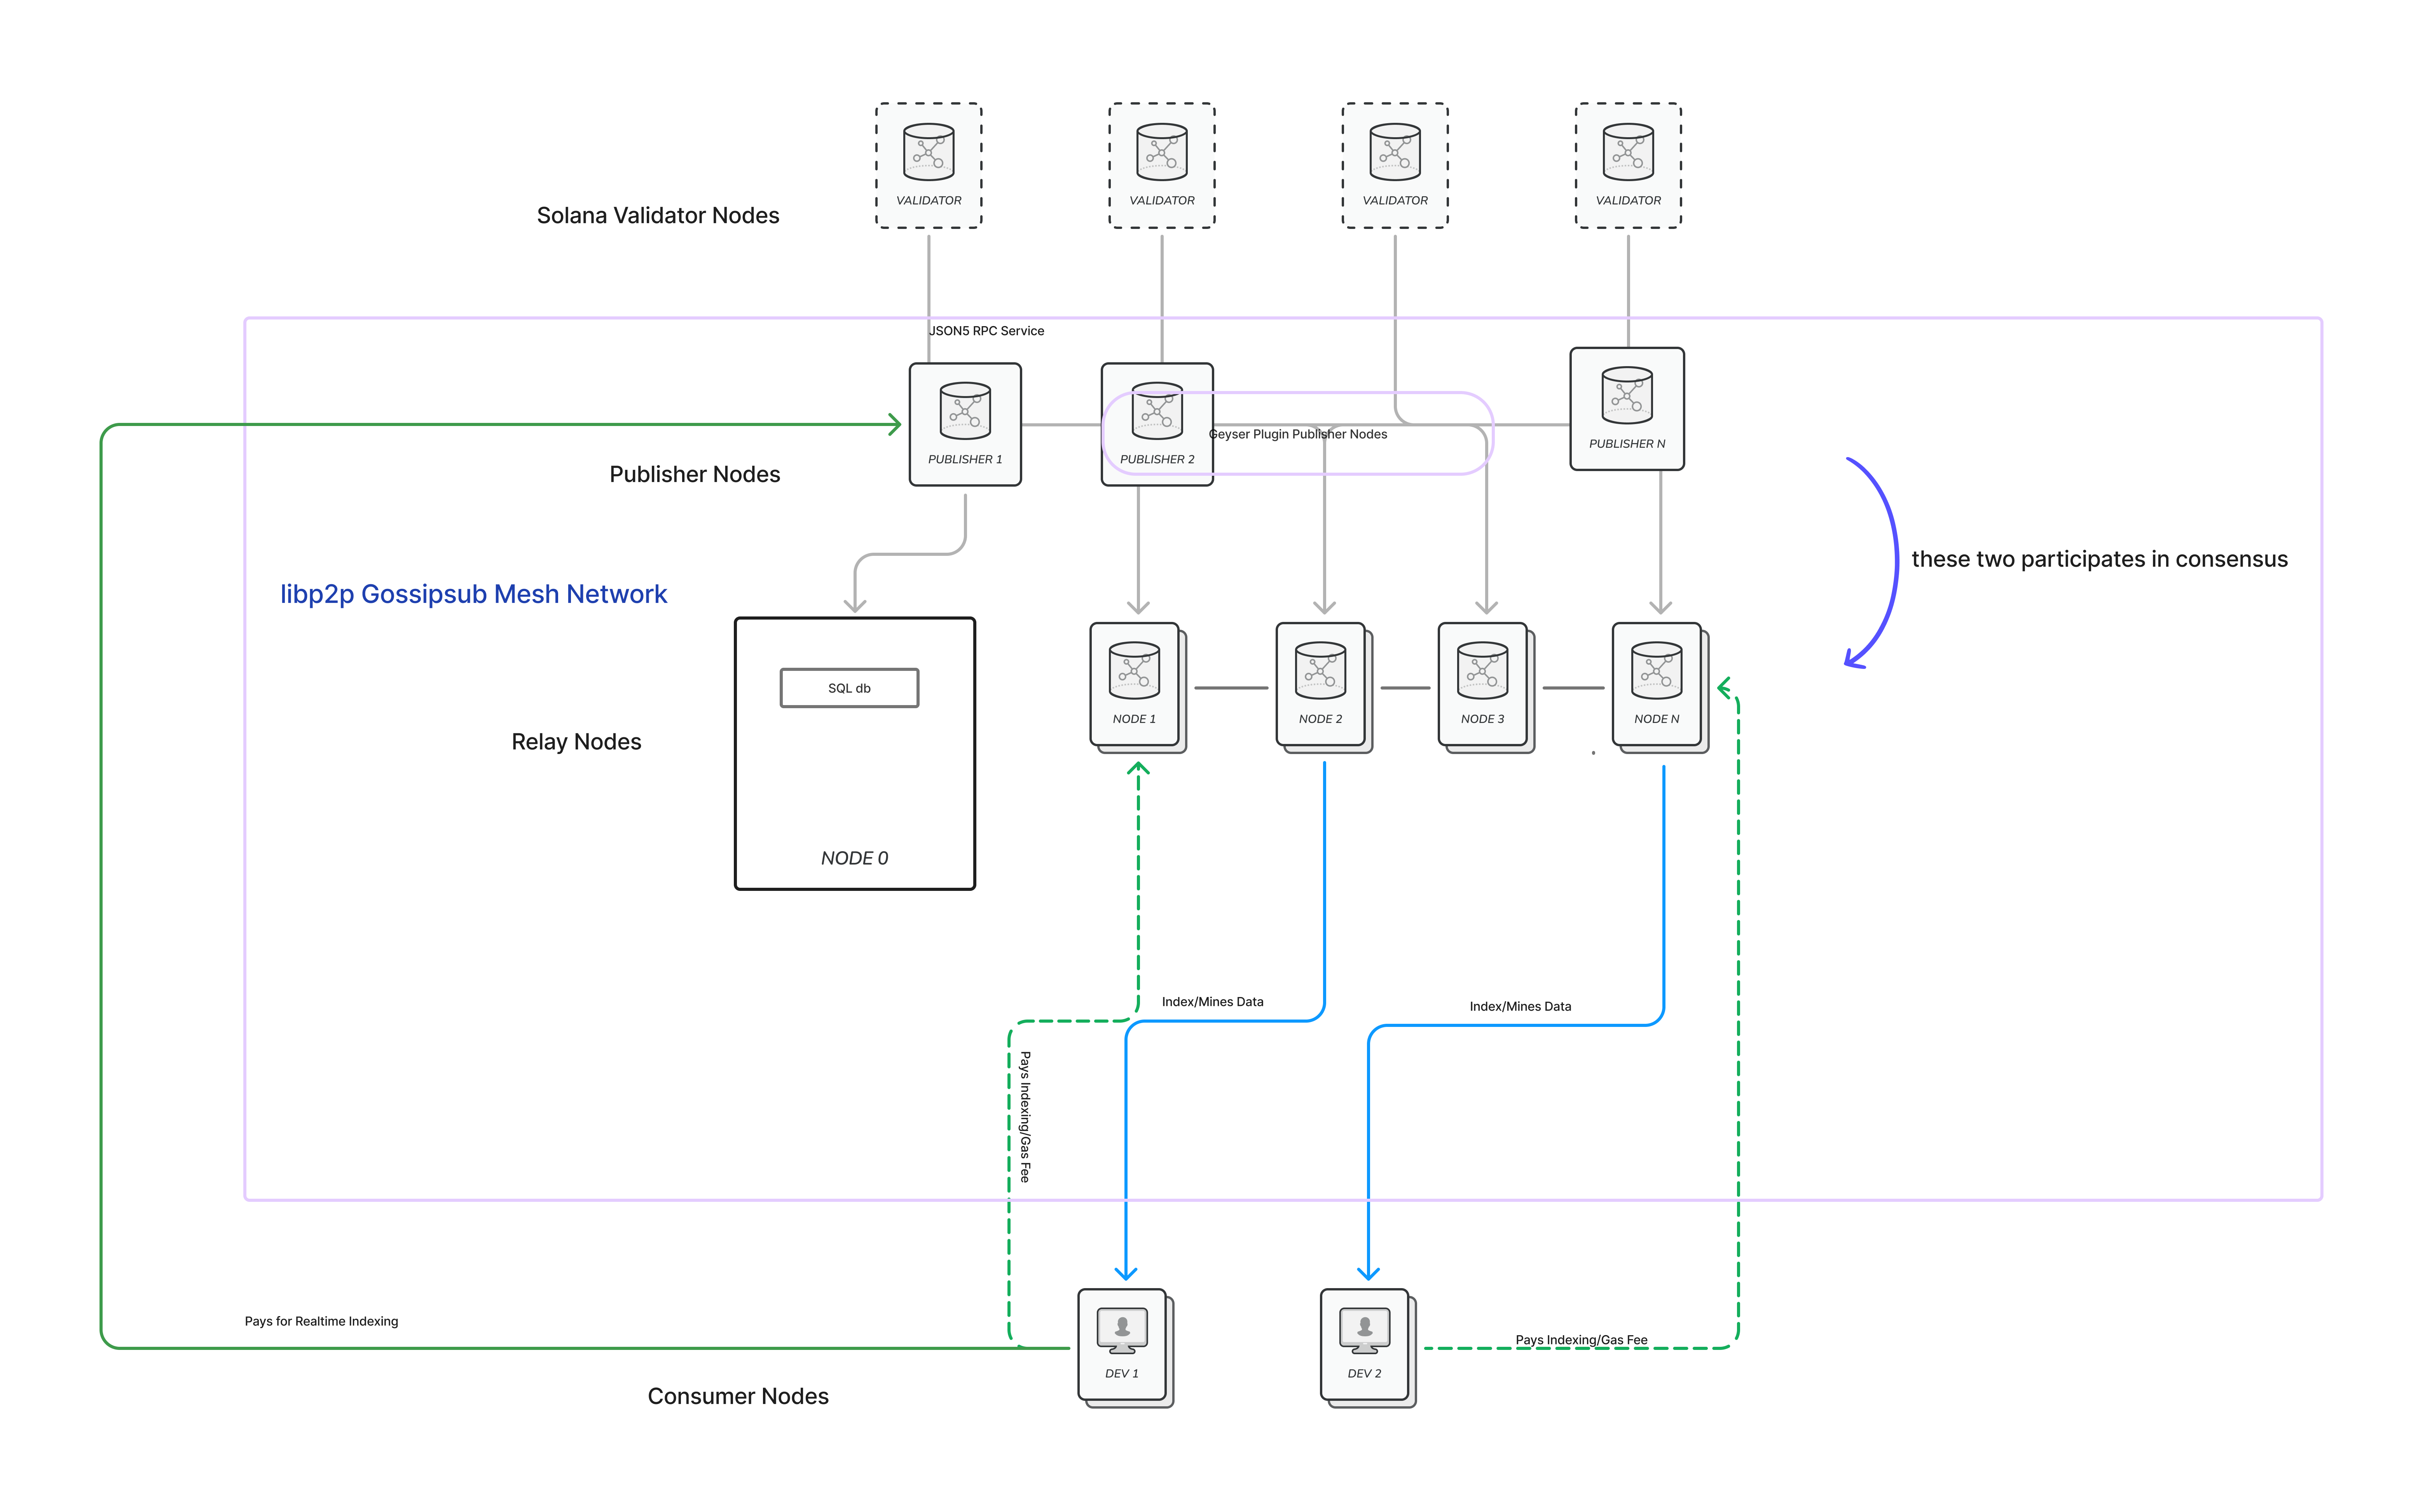 VALIDATOR
VALIDATOR
VALIDATOR
VALIDATOR
Solana Validator Nodes
JSON5 RPC Service
Geyser Plugin Publisher Nodes
PUBLISHER 1
PUBLISHER 2
PUBLISHER N
Publisher Nodes
these two participates in consensus
libp2p Gossipsub Mesh Network
SQL db
NODE 1
NODE 2
NODE 3
NODE N
Relay Nodes
NODE 0
Index/Mines Data
Index/Mines Data
Pays Indexing/Gas Fee
Pays for Realtime Indexing
Pays Indexing/Gas Fee
DEV 1
DEV 2
Consumer Nodes